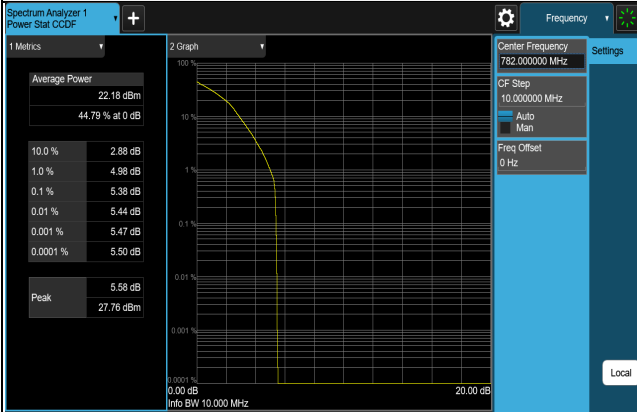 Spectrum Analyzer 1
Power Stat CCDF
+
Frequency
1 Metrics
2 Graph
Average Power
22.18 dBm
44.79 % at 0 dB
10.0 % 2.88 dB
1.0 % 4.98 dB
0.1 % 5.38 dB
0.01 % 5.44 dB
0.001 % 5.47 dB
0.0001 % 5.50 dB
Peak 5.58 dB
27.76 dBm
100 %
10 %
1 %
0.1 %
0.01 %
0.001 %
0.0001 %
0.00 dB 20.00 dB
Info BW 10.000 MHz
Center Frequency
782.000000 MHz
CF Step
10.000000 MHz
Auto
Man
Freq Offset
0 Hz
Settings
Local